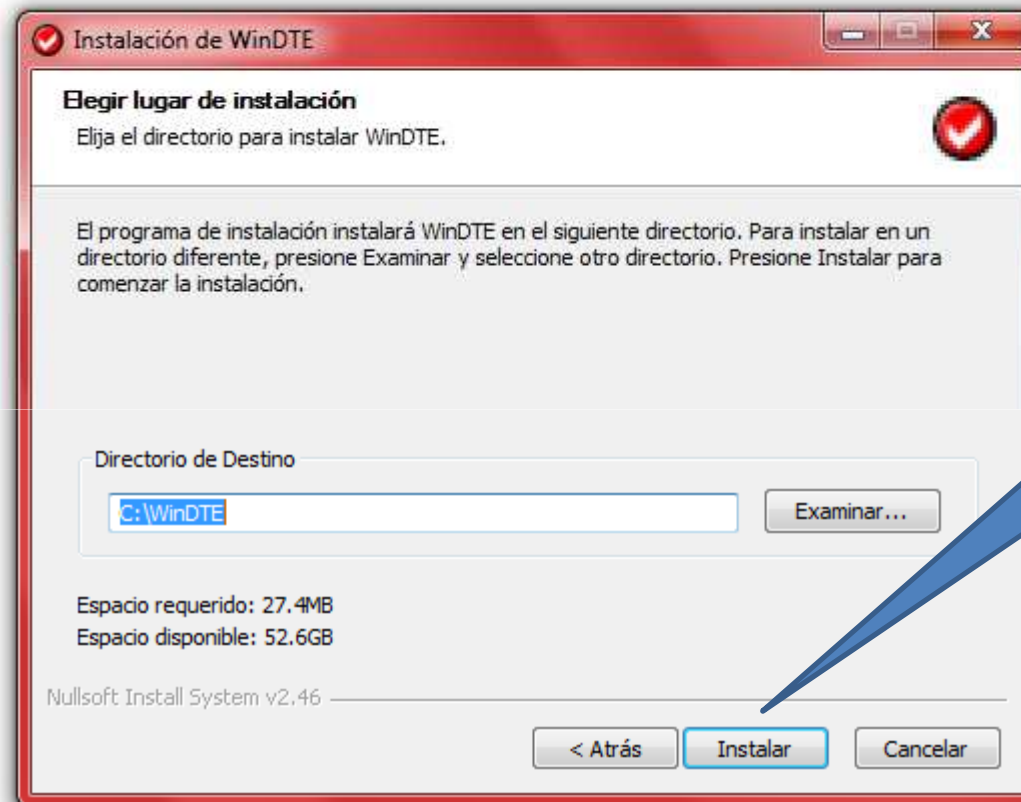 Instalación de WinDTE
Elegir lugar de instalación
Elija el directorio para instalar WinDTE.
El programa de instalación instalará WinDTE en el siguiente directorio. Para instalar en un
directorio diferente, presione Examinar y seleccione otro directorio. Presione Instalar para
comenzar la instalación.
Directorio de Destino
C:\WinDTE
Examinar...
Espacio requerido: 27.4MB
Espacio disponible: 52.6GB
Nullsoft Install System v2.46
< Atrás
Instalar
Cancelar